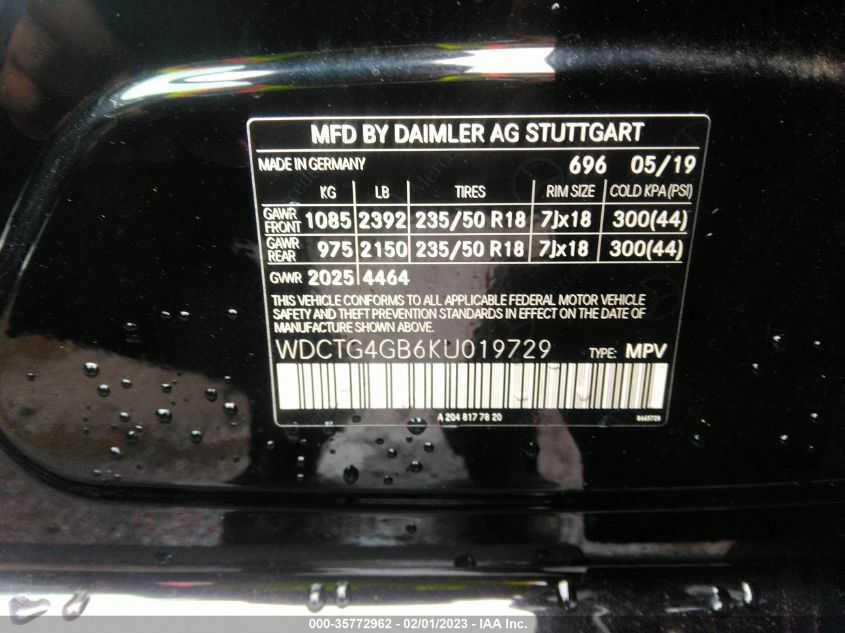 MFD BY DAIMLER AG STUTTGART
MADE IN GERMANY 696 05/19
KG LB TIRES RIM SIZE COLD KPA (PSI)
GAWR FRONT 1085 2392 235/50 R18 7Jx18 300(44)
GAWR REAR 975 2150 235/50 R18 7Jx18 300(44)
GVWR 2025 4464
THIS VEHICLE CONFORMS TO ALL APPLICABLE FEDERAL MOTOR VEHICLE
SAFETY AND THEFT PREVENTION STANDARDS IN EFFECT ON THE DATE
OF MANUFACTURE SHOWN ABOVE.
WDCTG4GB6KU019729 TYPE: MPV
A 204 817 78 20
000-35772962 - 02/01/2023 - IAA Inc.